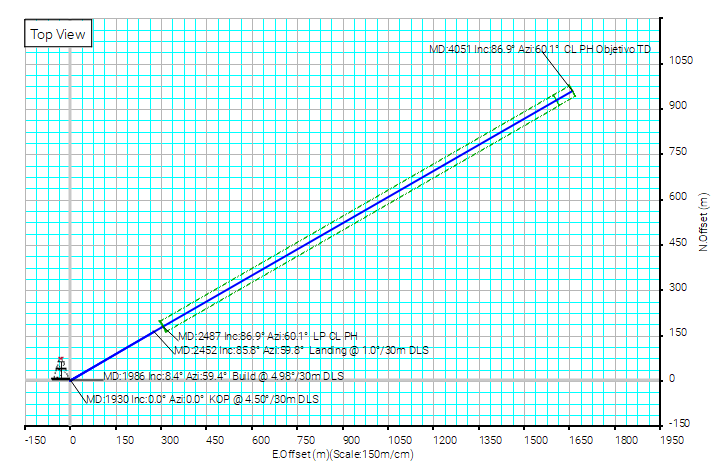 Top View
MD:4051 Inc:86.9° Azi:60.1° CL PH Objetivo TD
1050
900
750
600
450
300
150
0
-150
N.Offset (m)
MD:2487 Inc:86.9° Azi:60.1° LP CL PH
MD:2452 Inc:85.8° Azi:59.8° Landing @ 1.0°/30m DLS
MD:1986 Inc:8.4° Azi:59.4° Build @ 4.98°/30m DLS
MD:1930 Inc:0.0° Azi:0.0° KOP @ 4.50°/30m DLS
-150 0 150 300 450 600 750 900 1050 1200 1350 1500 1650 1800 1950
E.Offset (m)(Scale:150m/cm)